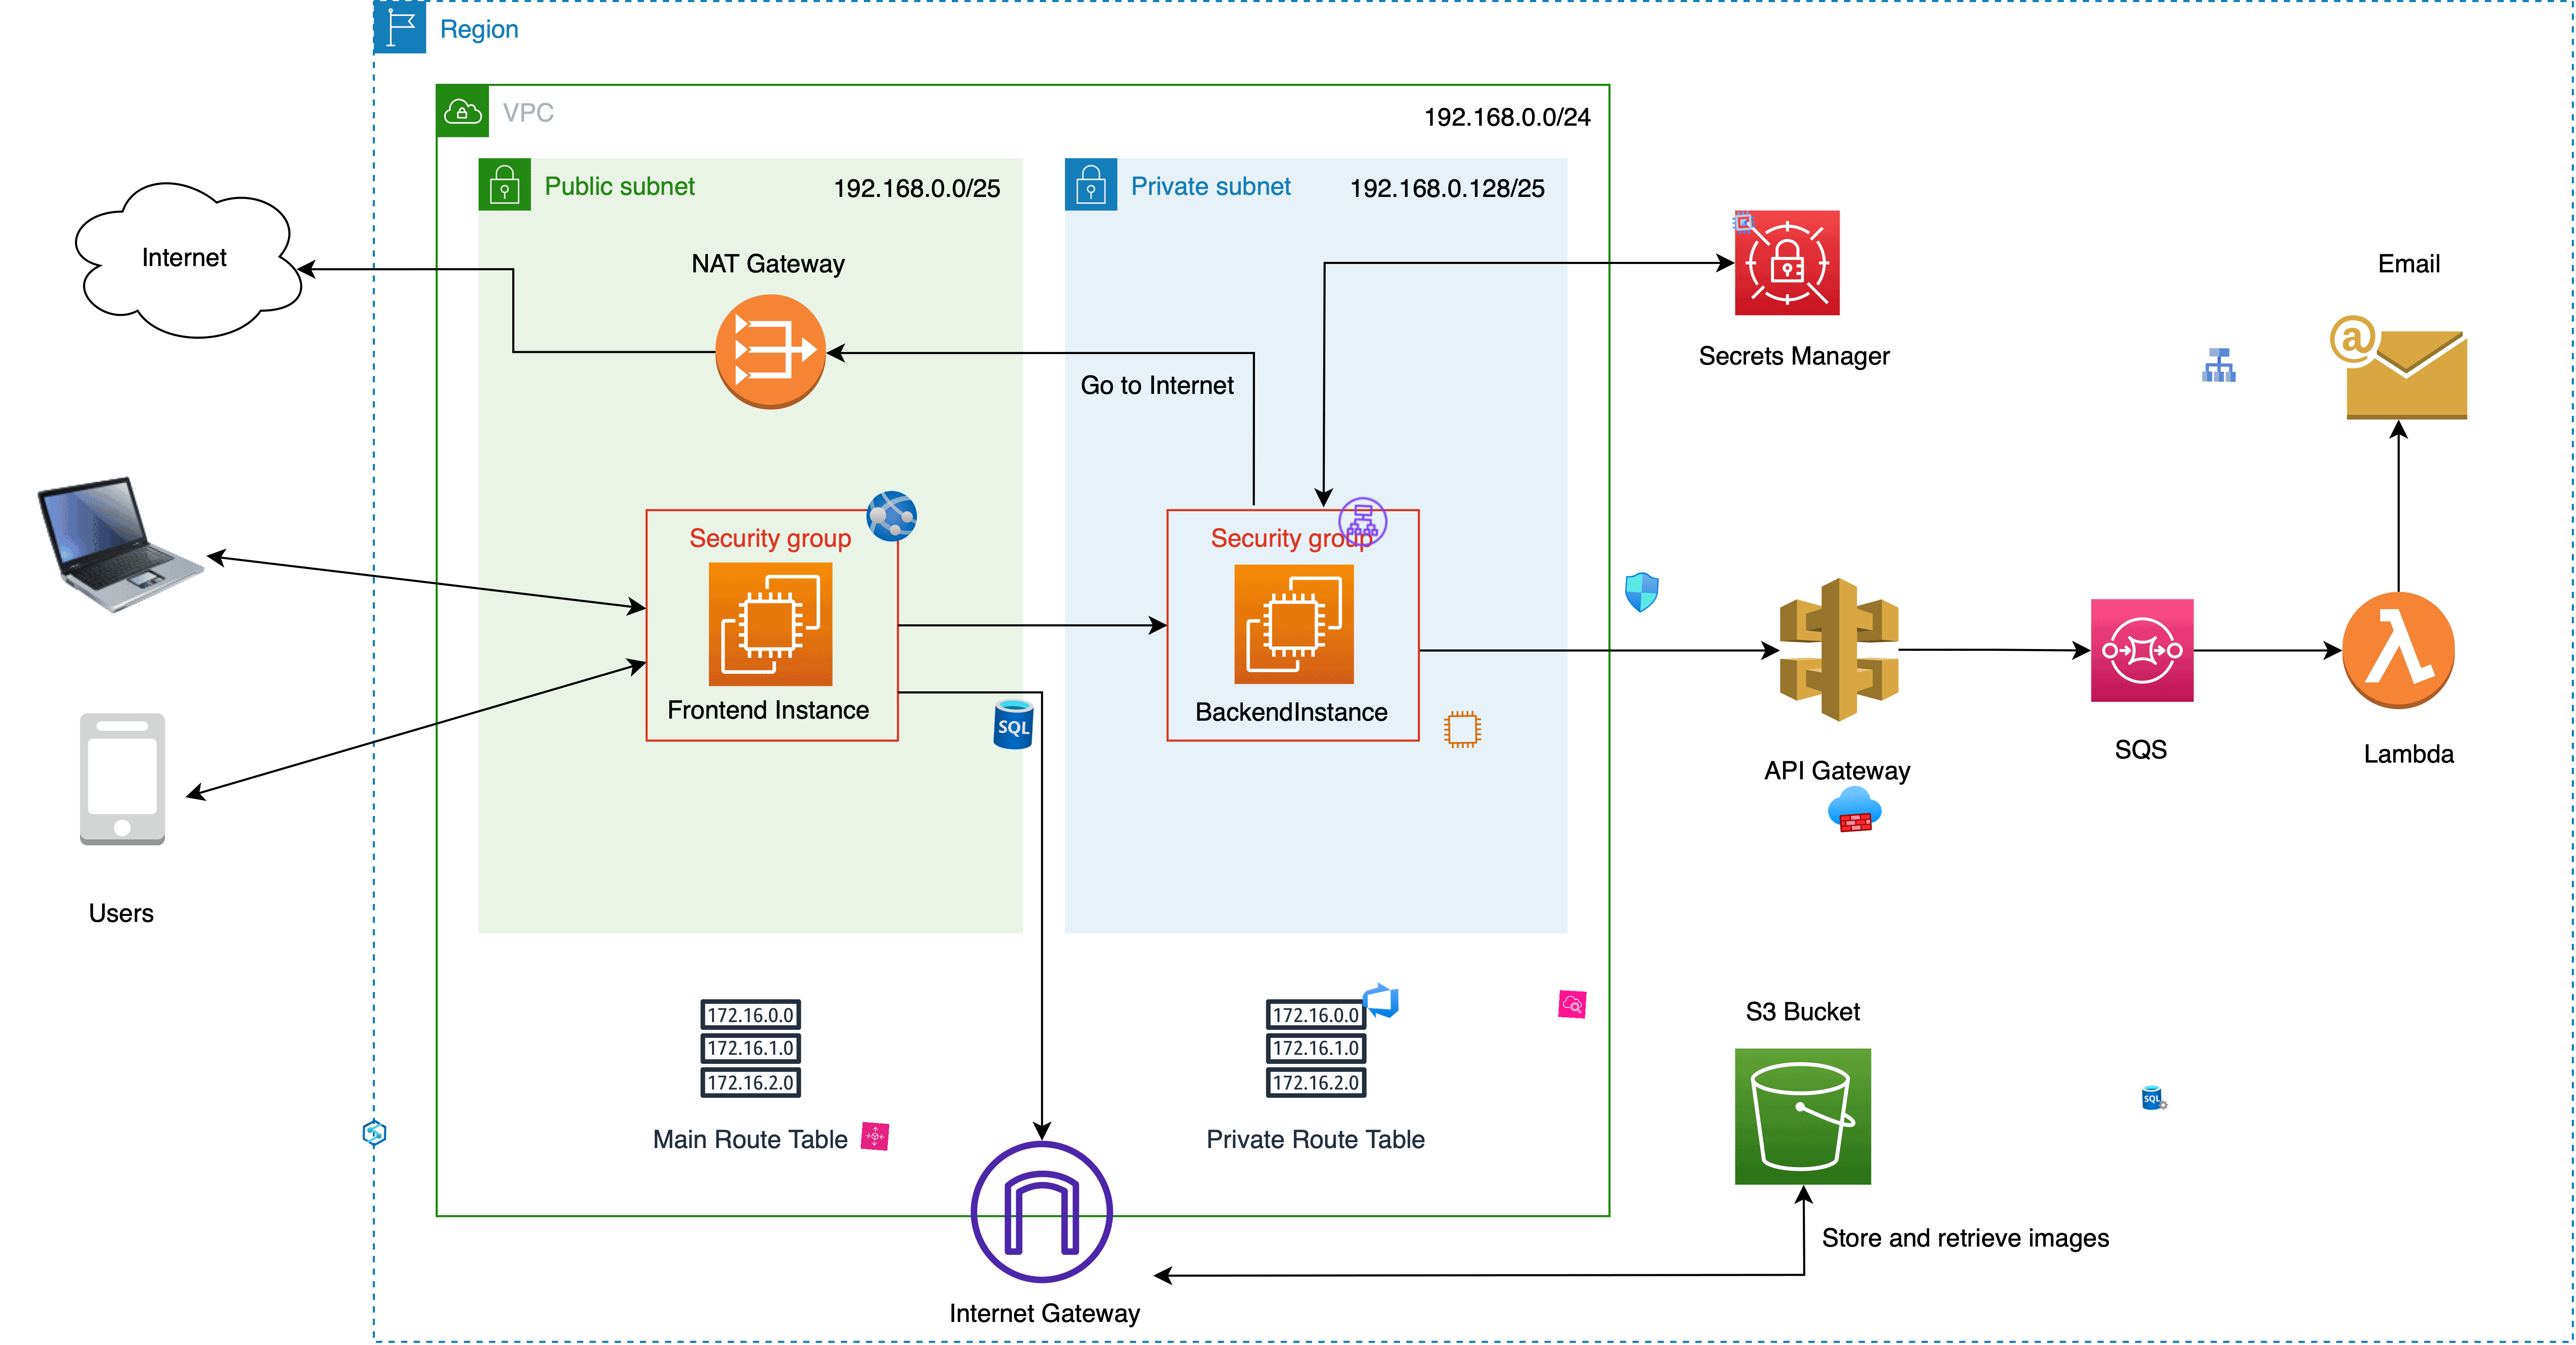 Region
VPC
192.168.0.0/24
Public subnet
192.168.0.0/25
Private subnet
192.168.0.128/25
Internet
NAT Gateway
Go to Internet
Secrets Manager
Email
@
Security group
Frontend Instance
Security group
BackendInstance
SQL
API Gateway
SQS
Lambda
Users
172.16.0.0
172.16.1.0
172.16.2.0
Main Route Table
172.16.0.0
172.16.1.0
172.16.2.0
Private Route Table
S3 Bucket
SQL
Store and retrieve images
Internet Gateway